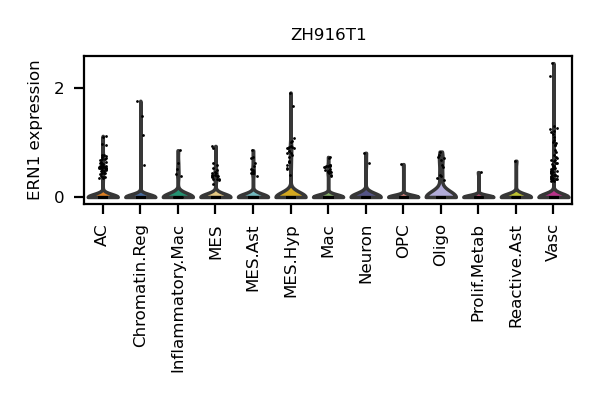 ZH916T1
ERN1 expression
2
0
AC
Chromatin.Reg
Inflammatory.Mac
MES
MES.Ast
MES.Hyp
Mac
Neuron
OPC
Oligo
Prolif.Metab
Reactive.Ast
Vasc